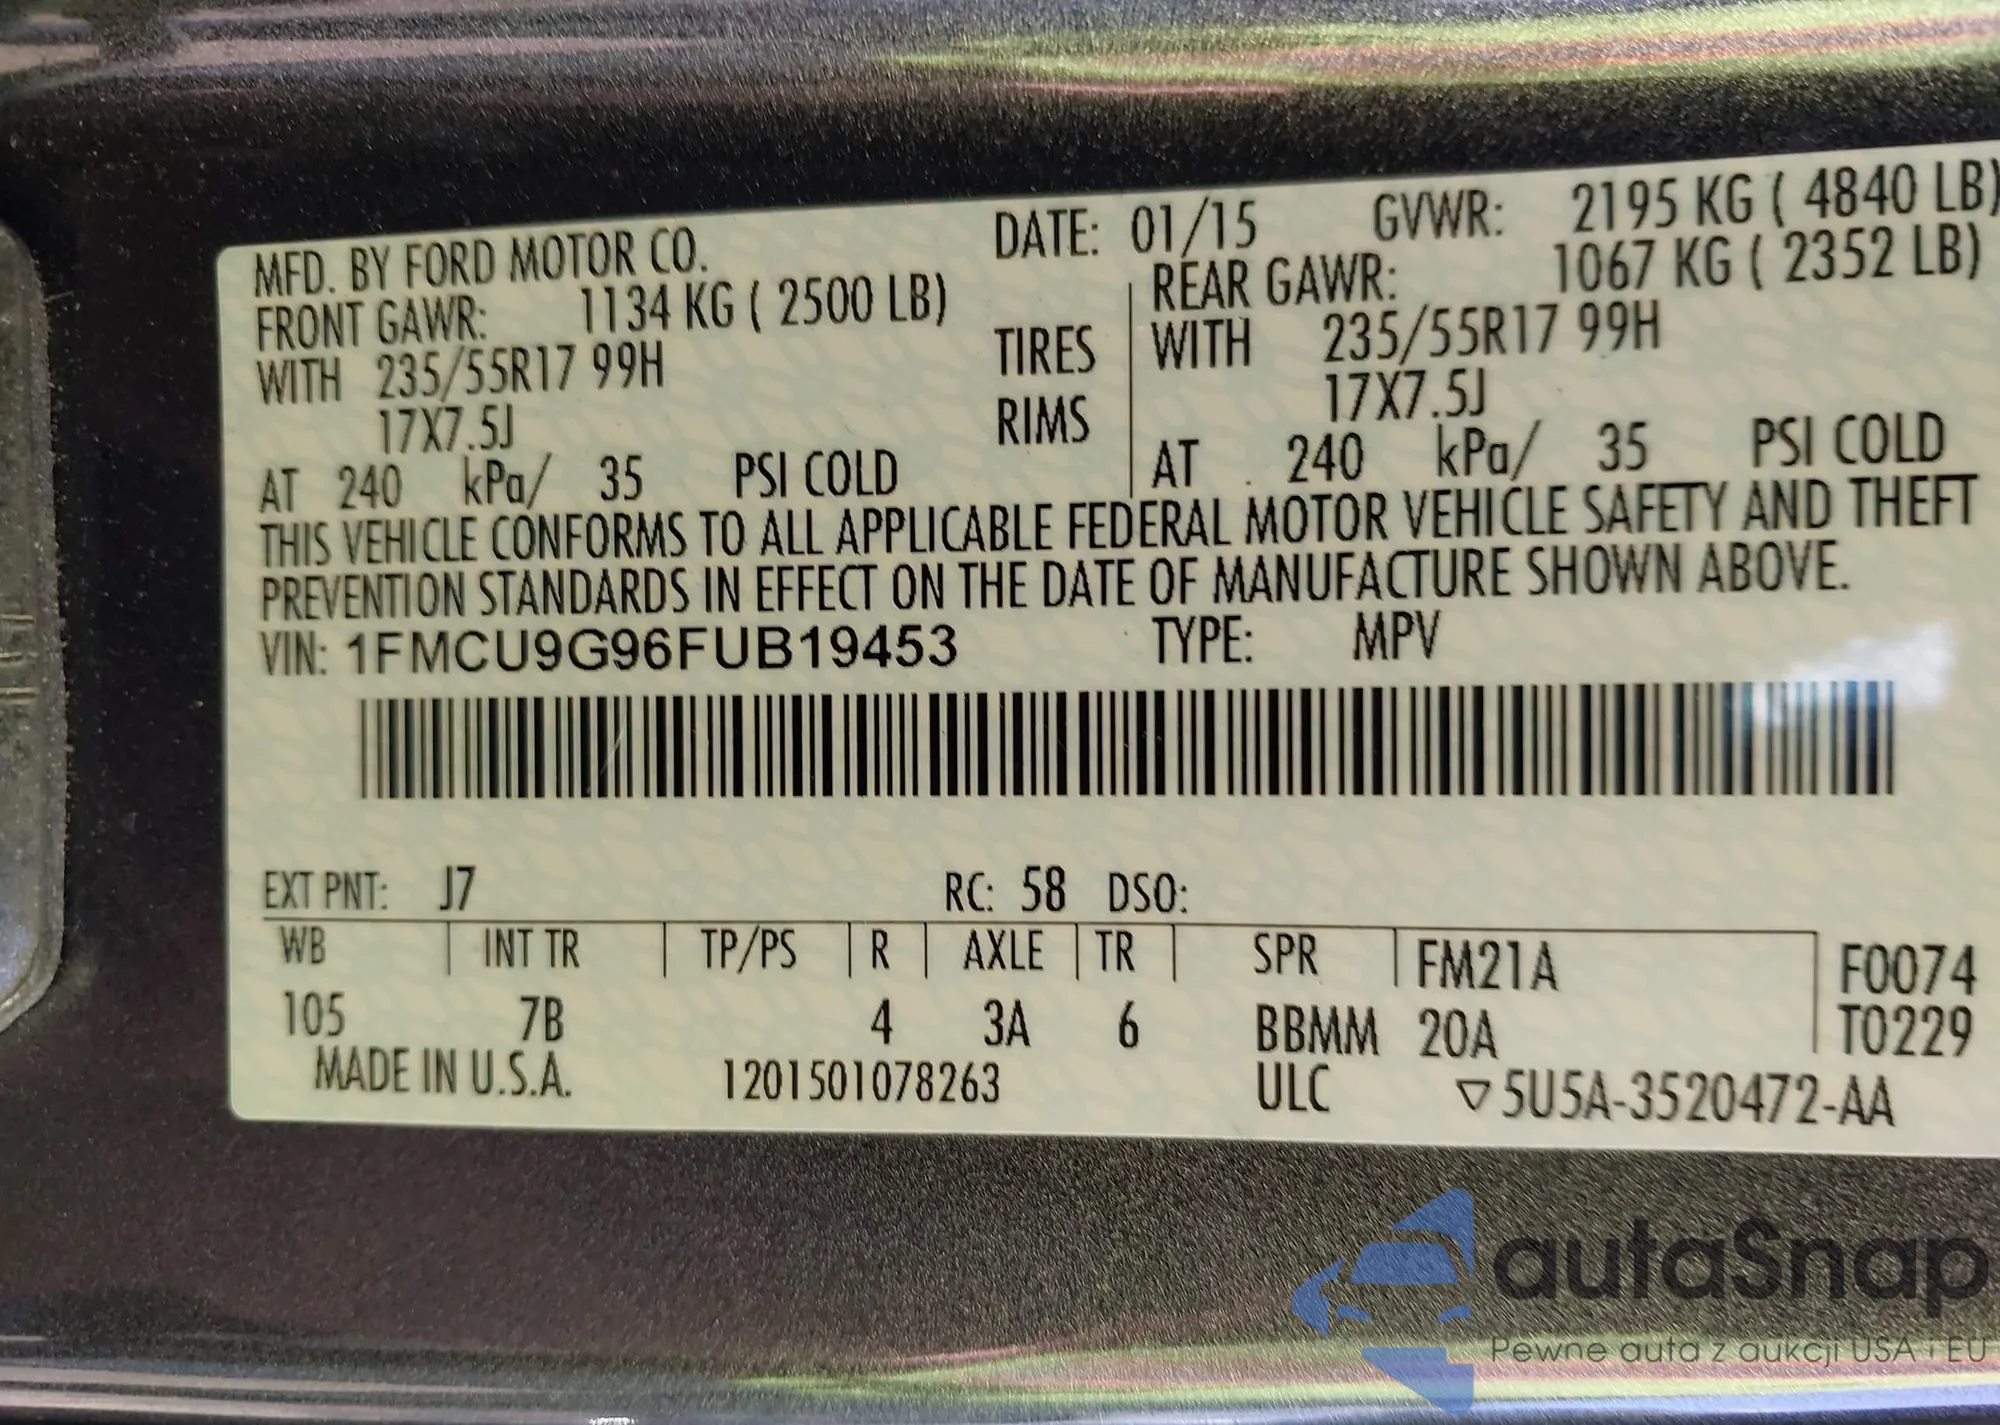 MFD. BY FORD MOTOR CO. DATE: 01/15 GVWR: 2195 KG ( 4840 LB)
FRONT GAWR: 1134 KG ( 2500 LB) REAR GAWR: 1067 KG ( 2352 LB)
WITH 235/55R17 99H TIRES WITH 235/55R17 99H
17X7.5J RIMS 17X7.5J
AT 240 kPa/ 35 PSI COLD AT 240 kPa/ 35 PSI COLD
THIS VEHICLE CONFORMS TO ALL APPLICABLE FEDERAL MOTOR VEHICLE SAFETY AND THEFT
PREVENTION STANDARDS IN EFFECT ON THE DATE OF MANUFACTURE SHOWN ABOVE.
VIN: 1FMCU9G96FUB19453 TYPE: MPV
EXT PNT: J7 RC: 58 DSO:
WB INT TR TP/PS R AXLE TR SPR FM21A F0074
105 7B 4 3A 6 BBMM 20A T0229
MADE IN U.S.A. 1201501078263 ULC ▽5U5A-3520472-AA
autaSnap
Pewne auta z aukcji USA i EU